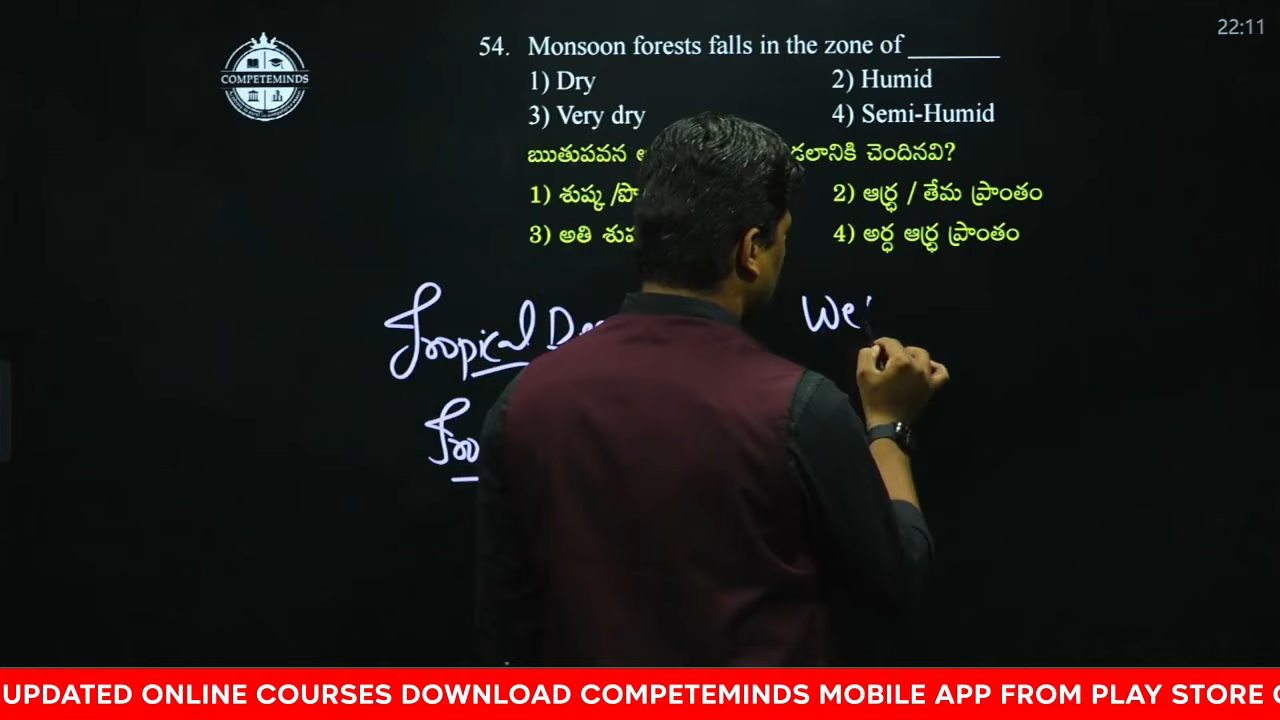 22:11
COMPETEMINDS
54. Monsoon forests falls in the zone of ________
1) Dry 2) Humid
3) Very dry 4) Semi-Humid
ఋతుపవన చెందినవి?
1) శుష్క / 2) ఆర్ద్ర / తేమ ప్రాంతం
3) అతి 4) అర్ధ ఆర్ద్ర ప్రాంతం
Tropical We
UPDATED ONLINE COURSES DOWNLOAD COMPETEMINDS MOBILE APP FROM PLAY STORE